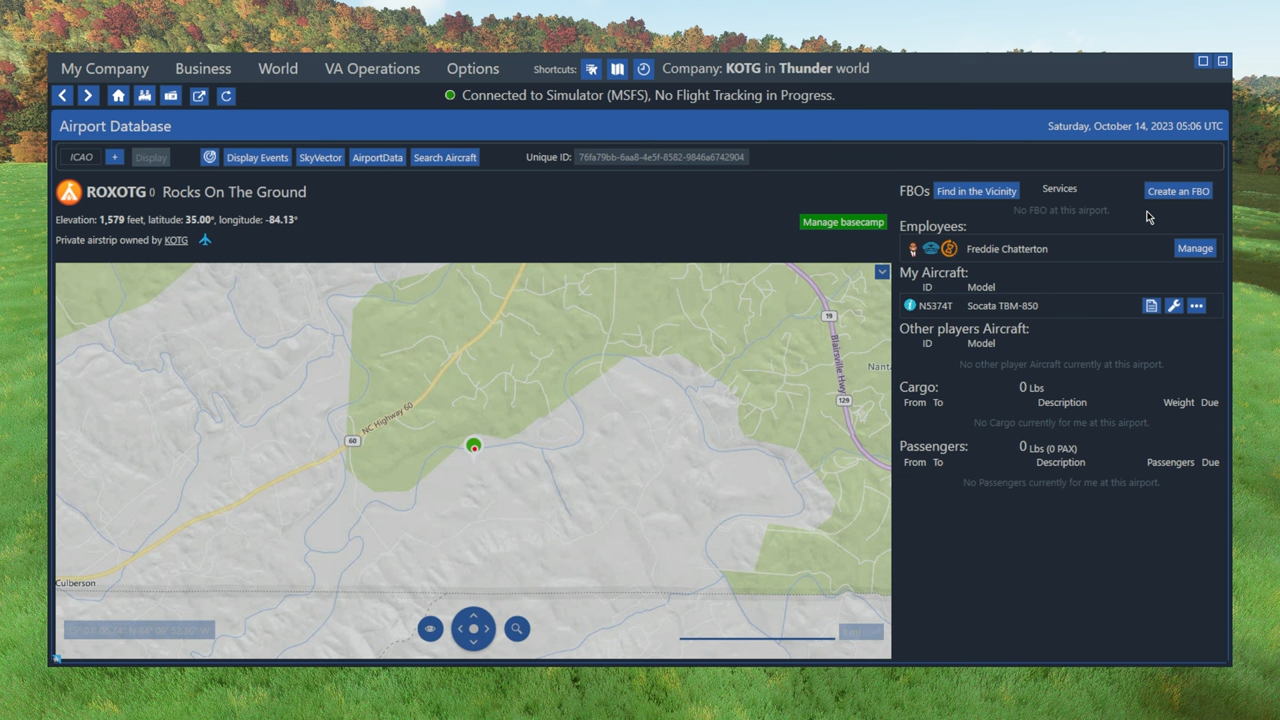 My Company Business World VA Operations Options Shortcuts: Company: KOTG in Thunder world
Connected to Simulator (MSFS), No Flight Tracking in Progress.
Airport Database Saturday, October 14, 2023 05:06 UTC
ICAO + Display Display Events SkyVector AirportData Search Aircraft Unique ID: 76fa79bb-6aa8-4e5f-8582-9846a6742904
ROXOTG 0 Rocks On The Ground
Elevation: 1,579 feet, latitude: 35.00°, longitude: -84.13°
Manage basecamp
Private airstrip owned by KOTG
19
Blairsville Hwy
Nant
129
NC Highway 60
60
Culberson
FBOs Find in the Vicinity Services Create an FBO
No FBO at this airport.
Employees:
Freddie Chatterton Manage
My Aircraft:
ID Model
N5374T Socata TBM-850
Other players Aircraft:
ID Model
No other player Aircraft currently at this airport.
Cargo: 0 Lbs
From To Description Weight Due
No Cargo currently for me at this airport.
Passengers: 0 Lbs (0 PAX)
From To Description Passengers Due
No Passengers currently for me at this airport.